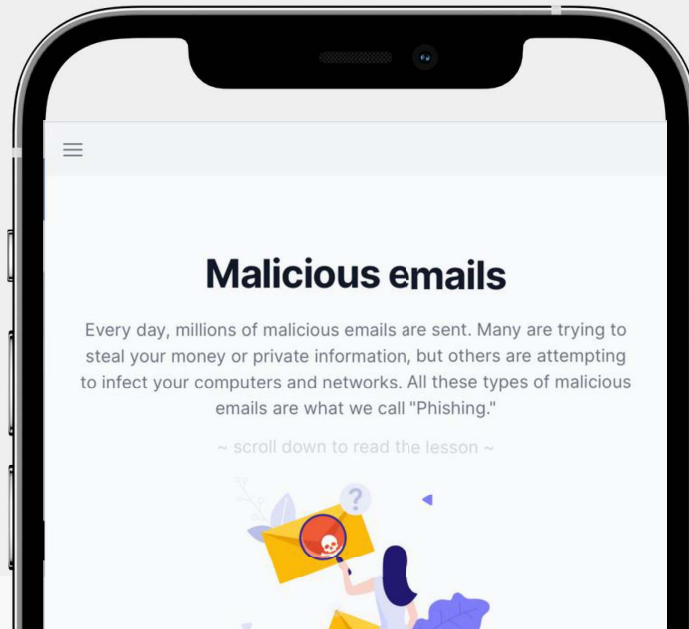 Malicious emails
Every day, millions of malicious emails are sent. Many are trying to
steal your money or private information, but others are attempting
to infect your computers and networks. All these types of malicious
emails are what we call "Phishing."
~ scroll down to read the lesson ~
?